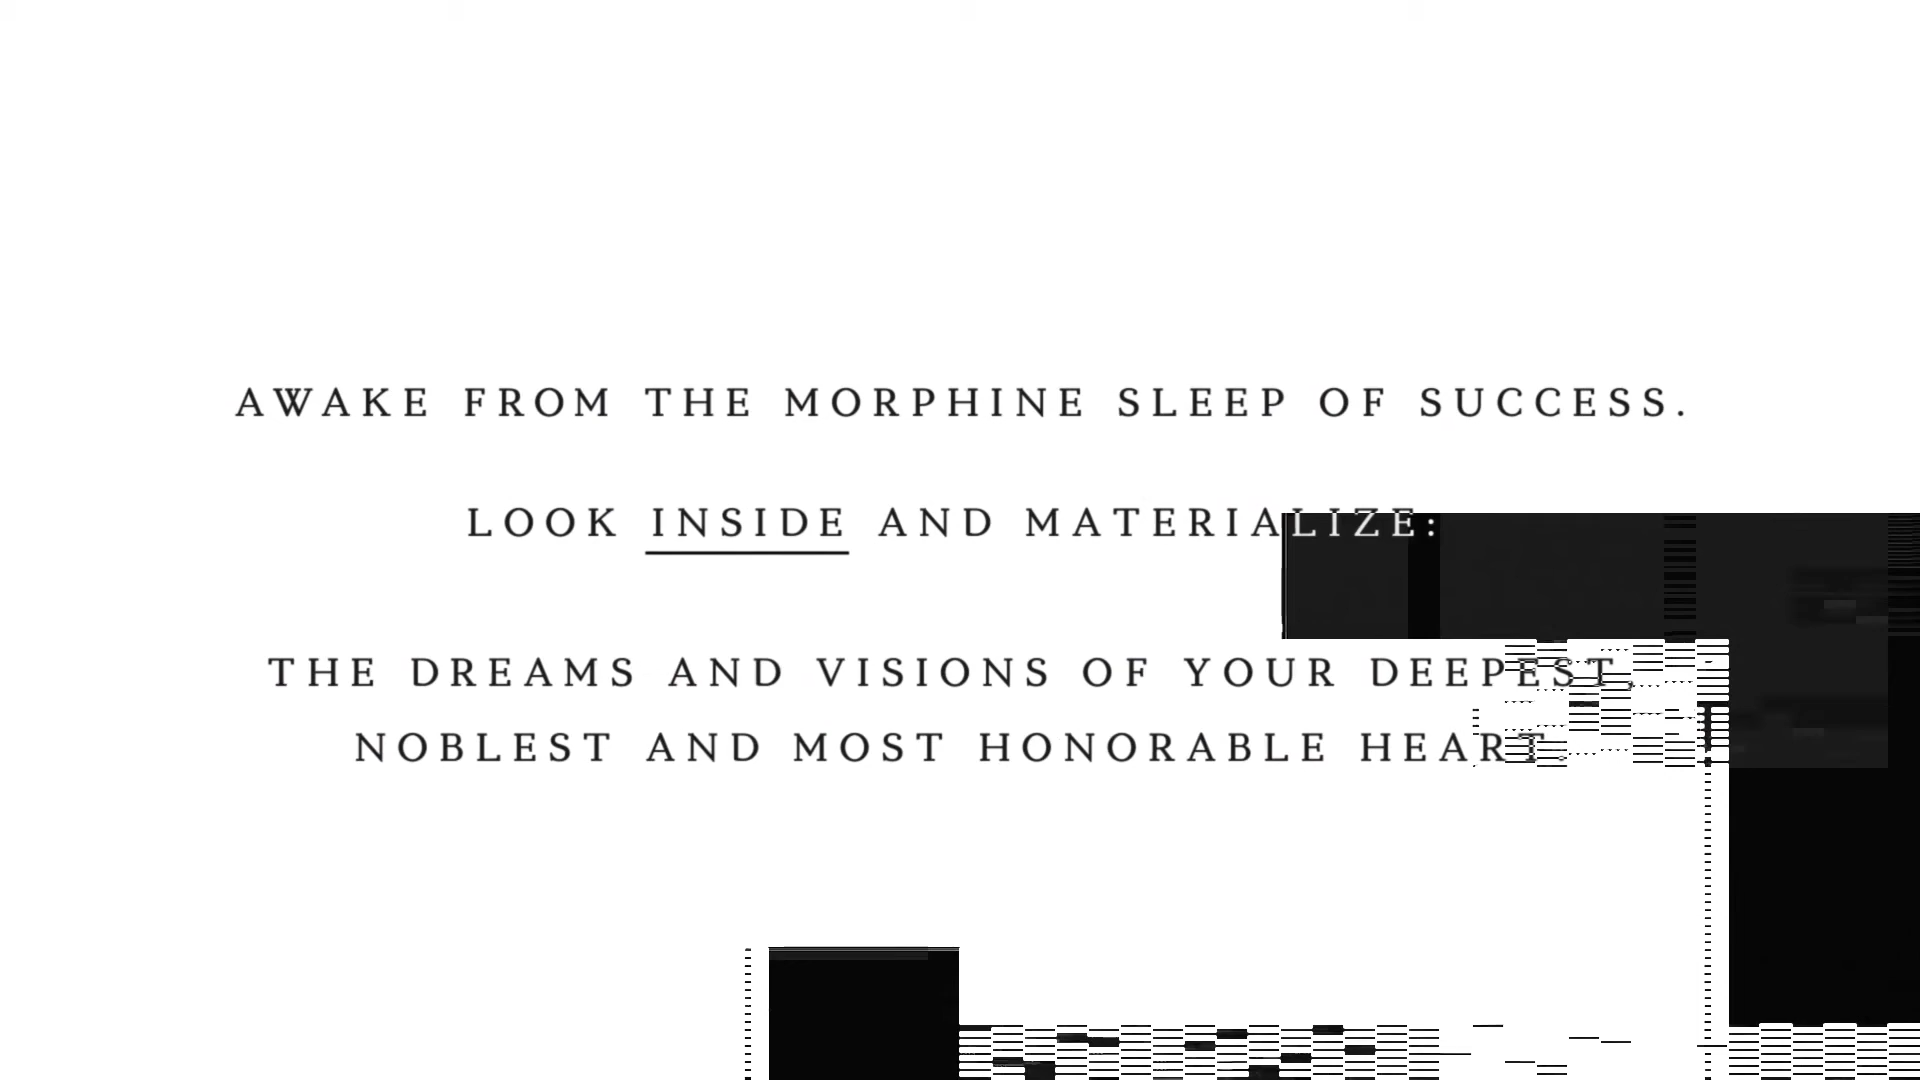 AWAKE FROM THE MORPHINE SLEEP OF SUCCESS.
LOOK INSIDE AND MATERIALIZE:
THE DREAMS AND VISIONS OF YOUR DEEPEST,
NOBLEST AND MOST HONORABLE HEART.